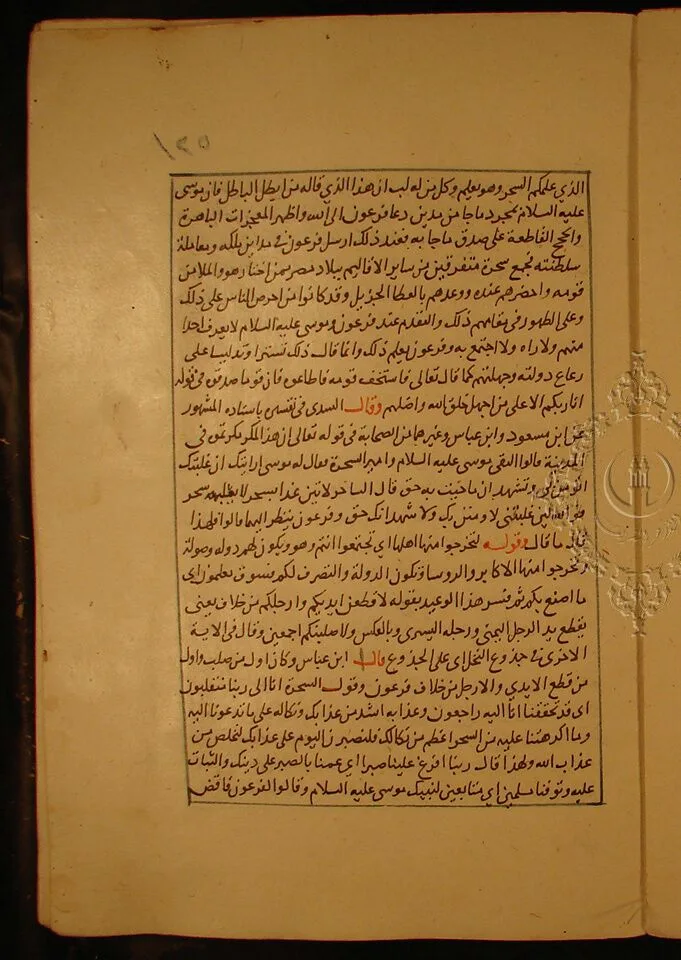 ١٢٥
الذي علمكم السحر وهو يعلم وكل من له لب ان هذا الذي قاله من ابطل الباطل فان موسى
عليه السلام بمجرد ما جا من مدين دعا فرعون الى الله واظهر المعجزات الباهرة
والحجج القاطعة على صدق ما جا به فعند ذلك ارسل فرعون في مداين ملكه ومعاملة
سلطنته فجمع سحرة متفرقين من ساير الاقاليم ببلاد مصر ممن اختار هو والملا من
قومه واحضرهم عنده ووعدهم بالعطا الجزيل وقد كانوا من احرص الناس على ذلك
وعلى الظهور في مقامهم ذلك والتقدم عند فرعون وموسى عليه السلام لا يعرف احدا
منهم ولا راه ولا اجتمع به وفرعون يعلم ذلك وانما قال ذلك تسترا وتدليسا على
رعاع دولته وجهلتهم كما قال تعالى فاستخف قومه فاطاعوه فان قوما صدقوه في قوله
انا ربكم الاعلى من اجهل خلق الله واضلهم وقال السدى في تفسيره باسناده المشهور
عن ابن مسعود وابن عباس وغيرهما من الصحابة في قوله تعالى ان هذا لمكر مكرتموه في
المدينة قالوا التقى موسى عليه السلام وامير السحرة فقال له موسى ارايتك ان غلبتك
اتومن بي وتشهد ان ما جيت به حق قال الساحر لاتين غدا بسحر لا يغلبه سحر
فوالله لين غلبتني لاومنن بك ولاشهد انك حق وفرعون ينظر اليهما قالوا فلهذا
قال ما قال وقوله لتخرجوا منها اهلها اي تجتمعوا انتم وهو ويكون لهم دوله وصولة
وتخرجوا منها الاكابر والروسا وتكون الدولة والتصرف لكم فسوف تعلمون اي
ما اصنع بكم ثم فسر هذا الوعيد بقوله لاقطعن ايديكم وارجلكم من خلاف يعني
يقطع يد الرجل اليمنى ورجله اليسرى وبالعكس ولاصلبنكم اجمعين وقال في الاية
الاخرى في جذوع النخل اي على الجذوع قال ابن عباس وكان اول من صلب واول
من قطع الايدي والارجل من خلاف فرعون وقول السحرة انا الى ربنا منقلبون
اى قد تحققنا انا اليه راجعون وعذابه اشد من عذابك ونكاله على ما تدعونا اليه
وما اكرهتنا عليه من السحر اعظم من نكالك فلنصبرن اليوم على عذابك لنخلص من
عذاب الله ولهذا قالـ ربنا افرغ علينا صبرا اي عمنا بالصبر على دينك والثبات
عليه وتوفنا مسلمين اي متابعين لنبيك موسى عليه السلام وقالوا لفرعون فاقض